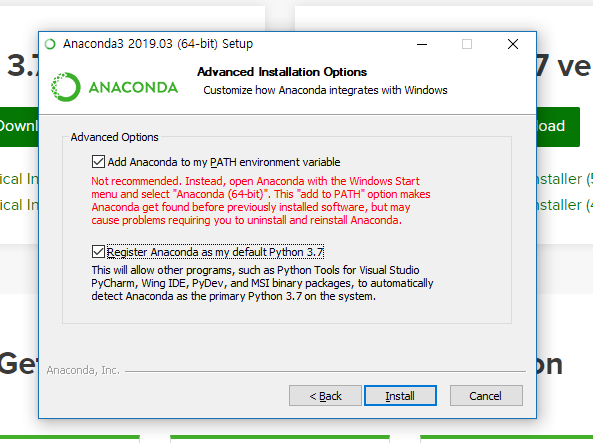 Anaconda3 2019.03 (64-bit) Setup
3.7
7 ve
ANACONDA
Advanced Installation Options
Customize how Anaconda integrates with Windows
Downl
load
Advanced Options
Add Anaconda to my PATH environment variable
Not recommended. Instead, open Anaconda with the Windows Start
menu and select "Anaconda (64-bit)". This "add to PATH" option makes
Anaconda get found before previously installed software, but may
cause problems requiring you to uninstall and reinstall Anaconda.
ical In
nstaller (5
ical In
nstaller (4
Register Anaconda as my default Python 3.7
This will allow other programs, such as Python Tools for Visual Studio
PyCharm, Wing IDE, PyDev, and MSI binary packages, to automatically
detect Anaconda as the primary Python 3.7 on the system.
Get
on
Anaconda, Inc.
< Back
Install
Cancel